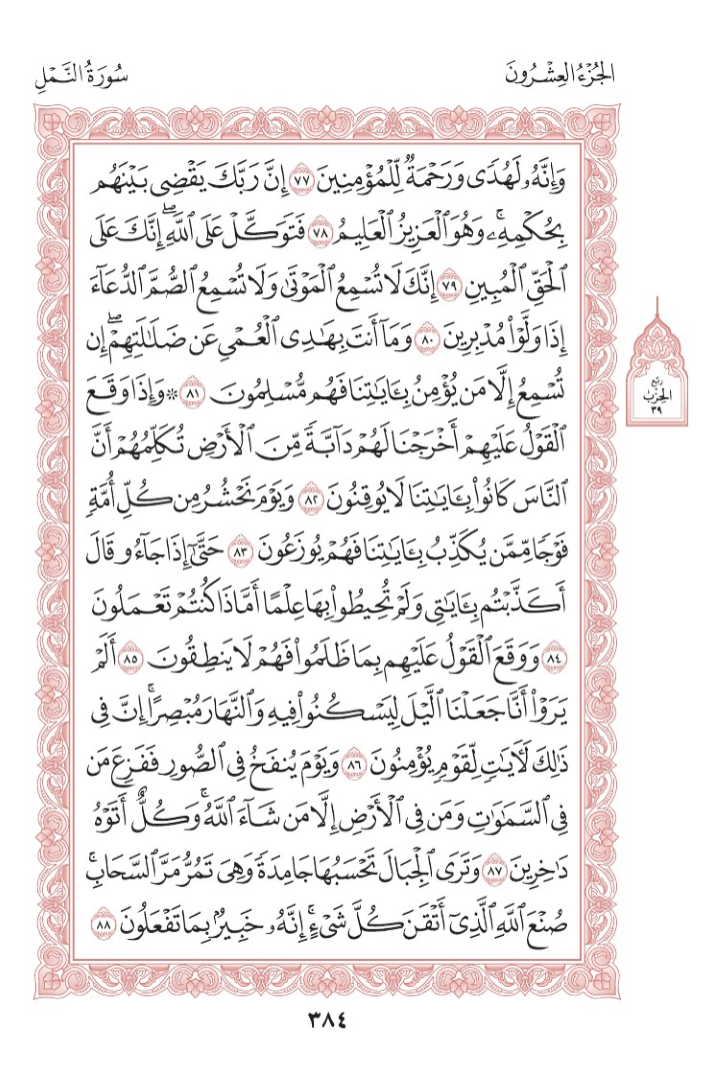 الجُزْءُ العِشْرُونَ
سُورَةُ النَّمْلِ
وَإِنَّهُۥ لَهُدٗى وَرَحۡمَةٞ لِّلۡمُؤۡمِنِينَ ٧٧ إِنَّ رَبَّكَ يَقۡضِي بَيۡنَهُم
بِحُكۡمِهِۦۚ وَهُوَ ٱلۡعَزِيزُ ٱلۡعَلِيمُ ٧٨ فَتَوَكَّلۡ عَلَى ٱللَّهِۖ إِنَّكَ عَلَى
ٱلۡحَقِّ ٱلۡمُبِينِ ٧٩ إِنَّكَ لَا تُسۡمِعُ ٱلۡمَوۡتَىٰ وَلَا تُسۡمِعُ ٱلصُّمَّ ٱلدُّعَآءَ
إِذَا وَلَّوۡاْ مُدۡبِرِينَ ٨٠ وَمَآ أَنتَ بِهَٰدِي ٱلۡعُمۡيِ عَن ضَلَٰلَتِهِمۡۖ إِن
تُسۡمِعُ إِلَّا مَن يُؤۡمِنُ بِـَٔايَٰتِنَا فَهُم مُّسۡلِمُونَ ٨١ ۞وَإِذَا وَقَعَ
ٱلۡقَوۡلُ عَلَيۡهِمۡ أَخۡرَجۡنَا لَهُمۡ دَآبَّةٗ مِّنَ ٱلۡأَرۡضِ تُكَلِّمُهُمۡ أَنَّ
ٱلنَّاسَ كَانُواْ بِـَٔايَٰتِنَا لَا يُوقِنُونَ ٨٢ وَيَوۡمَ نَحۡشُرُ مِن كُلِّ أُمَّةٖ
فَوۡجٗا مِّمَّن يُكَذِّبُ بِـَٔايَٰتِنَا فَهُمۡ يُوزَعُونَ ٨٣ حَتَّىٰٓ إِذَا جَآءُو قَالَ
أَكَذَّبۡتُم بِـَٔايَٰتِي وَلَمۡ تُحِيطُواْ بِهَا عِلۡمًا أَمَّاذَا كُنتُمۡ تَعۡمَلُونَ
٨٤ وَوَقَعَ ٱلۡقَوۡلُ عَلَيۡهِم بِمَا ظَلَمُواْ فَهُمۡ لَا يَنطِقُونَ ٨٥ أَلَمۡ
يَرَوۡاْ أَنَّا جَعَلۡنَا ٱلَّيۡلَ لِيَسۡكُنُواْ فِيهِ وَٱلنَّهَارَ مُبۡصِرًاۚ إِنَّ فِي
ذَٰلِكَ لَأٓيَٰتٖ لِّقَوۡمٖ يُؤۡمِنُونَ ٨٦ وَيَوۡمَ يُنفَخُ فِي ٱلصُّورِ فَفَزِعَ مَن
فِي ٱلسَّمَٰوَٰتِ وَمَن فِي ٱلۡأَرۡضِ إِلَّا مَن شَآءَ ٱللَّهُۚ وَكُلٌّ أَتَوۡهُ
دَٰخِرِينَ ٨٧ وَتَرَى ٱلۡجِبَالَ تَحۡسَبُهَا جَامِدَةٗ وَهِيَ تَمُرُّ مَرَّ ٱلسَّحَابِۚ
صُنۡعَ ٱللَّهِ ٱلَّذِيٓ أَتۡقَنَ كُلَّ شَيۡءٍۚ إِنَّهُۥ خَبِيرُۢ بِمَا تَفۡعَلُونَ ٨٨
ربع
الحزب
٣٩
٣٨٤